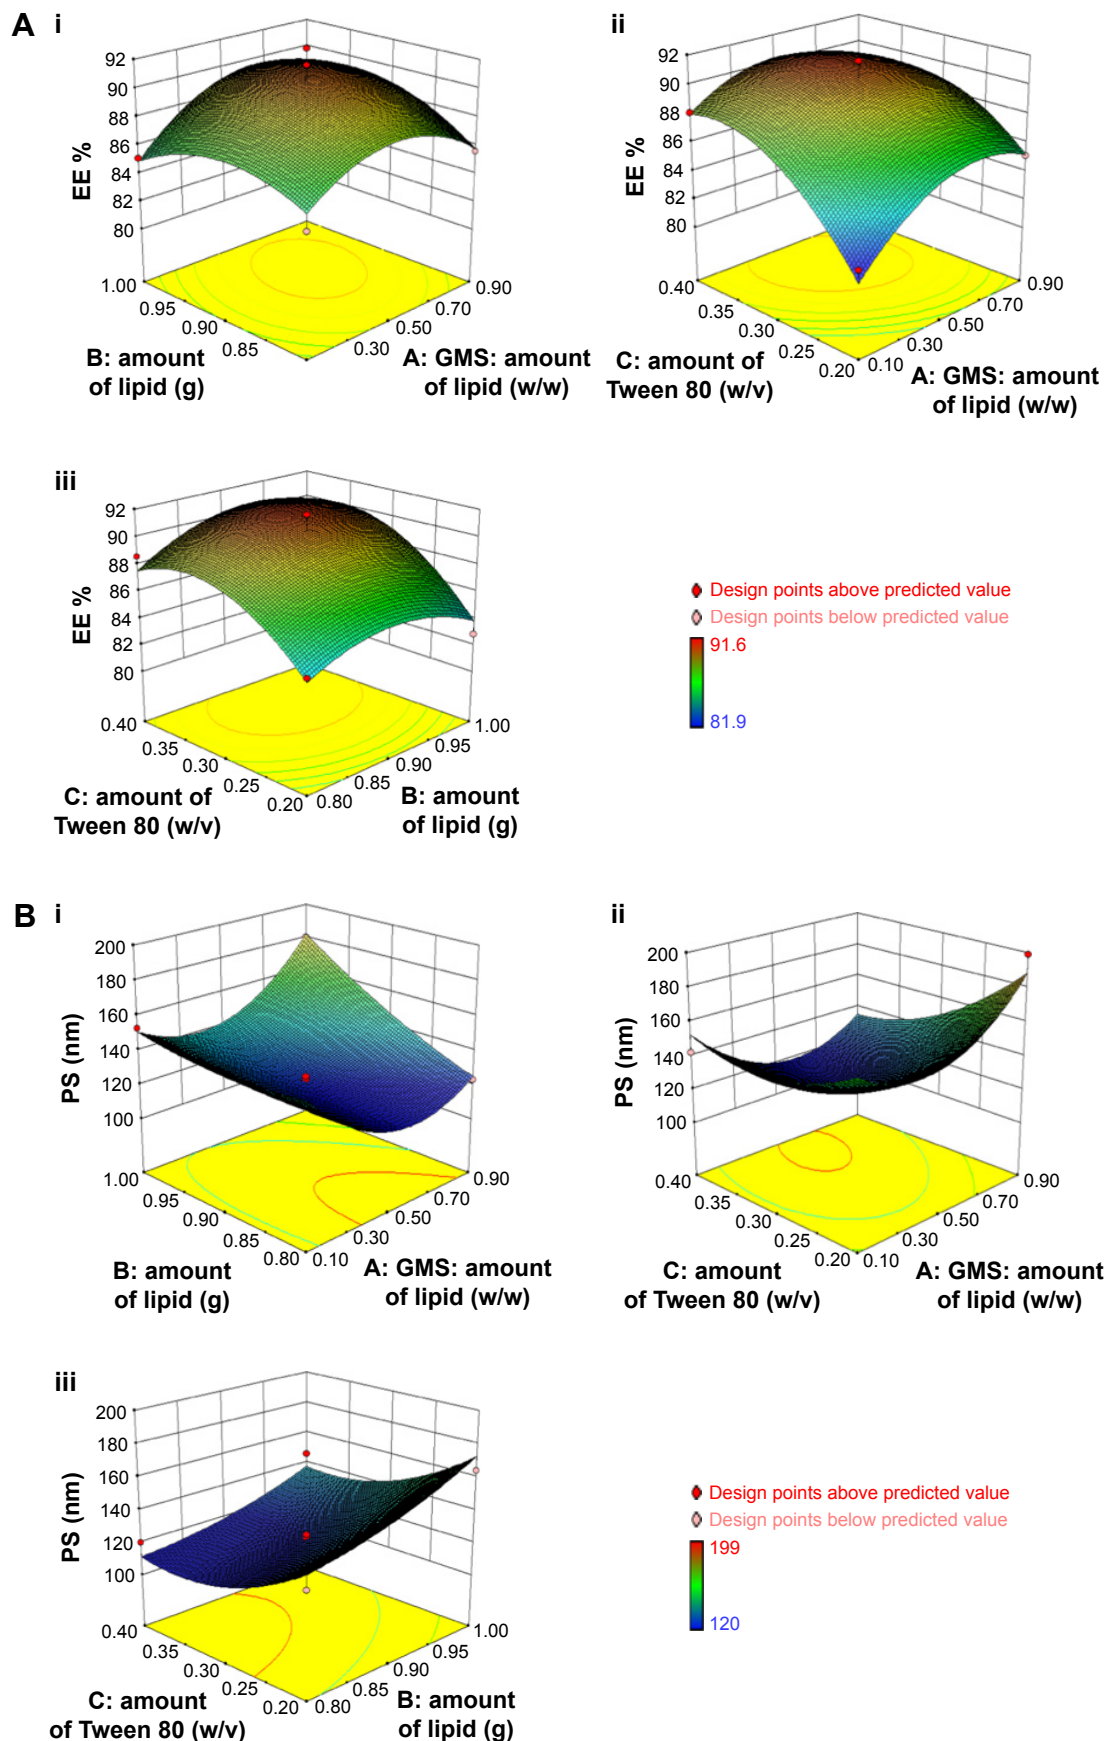 A i
92
90
88
86
84
82
80
EE %
1.00
0.95
0.90
0.85
0.30
0.50
0.70
0.90
B: amount
of lipid (g)
A: GMS: amount
of lipid (w/w)
ii
92
90
88
86
84
82
80
EE %
0.40
0.35
0.30
0.25
0.20
0.10
0.30
0.50
0.70
0.90
C: amount of
Tween 80 (w/v)
A: GMS: amount
of lipid (w/w)
iii
92
90
88
86
84
82
80
EE %
0.40
0.35
0.30
0.25
0.20
0.80
0.85
0.90
0.95
1.00
C: amount of
Tween 80 (w/v)
B: amount
of lipid (g)
Design points above predicted value
Design points below predicted value
91.6
81.9
B i
200
180
160
140
120
100
PS (nm)
1.00
0.95
0.90
0.85
0.80
0.10
0.30
0.50
0.70
0.90
B: amount
of lipid (g)
A: GMS: amount
of lipid (w/w)
ii
200
180
160
140
120
100
PS (nm)
0.40
0.35
0.30
0.25
0.20
0.10
0.30
0.50
0.70
0.90
C: amount
of Tween 80 (w/v)
A: GMS: amount
of lipid (w/w)
iii
200
180
160
140
120
100
PS (nm)
0.40
0.35
0.30
0.25
0.20
0.80
0.85
0.90
0.95
1.00
C: amount
of Tween 80 (w/v)
B: amount
of lipid (g)
Design points above predicted value
Design points below predicted value
199
120